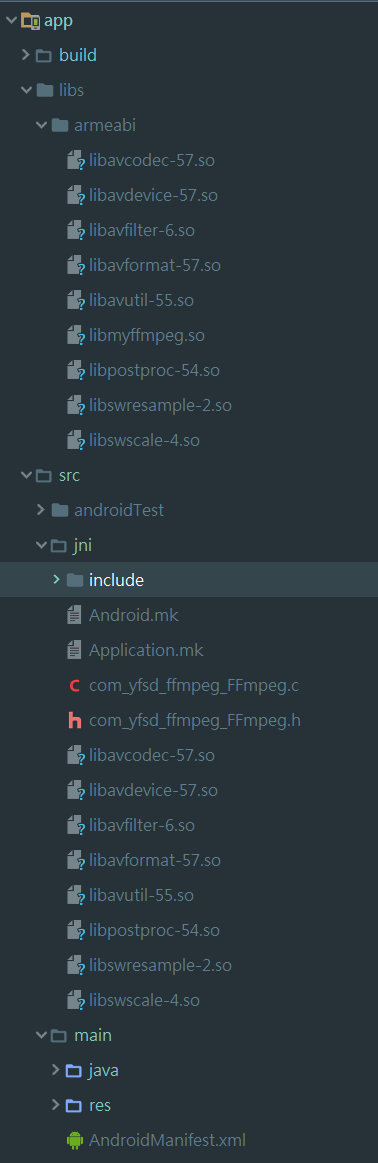 app
build
libs
armeabi
libavcodec-57.so
libavdevice-57.so
libavfilter-6.so
libavformat-57.so
libavutil-55.so
libmyffmpeg.so
libpostproc-54.so
libswresample-2.so
libswscale-4.so
src
androidTest
jni
include
Android.mk
Application.mk
com_yfsd_ffmpeg_FFmpeg.c
com_yfsd_ffmpeg_FFmpeg.h
libavcodec-57.so
libavdevice-57.so
libavfilter-6.so
libavformat-57.so
libavutil-55.so
libpostproc-54.so
libswresample-2.so
libswscale-4.so
main
java
res
AndroidManifest.xml